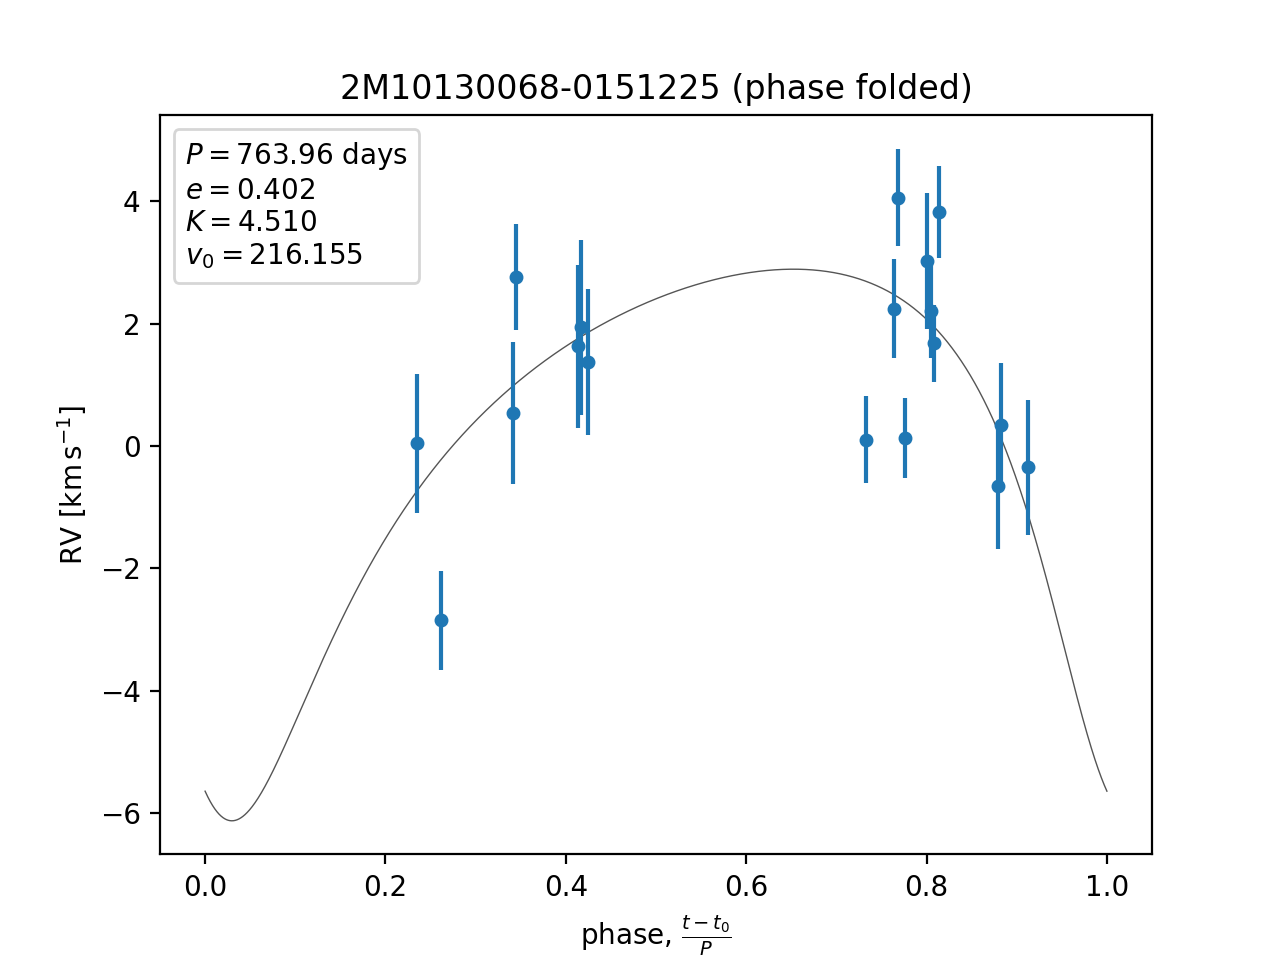 2M10130068-0151225 (phase folded)
P = 763.96 days
e = 0.402
K = 4.510
v₀ = 216.155
RV [km s⁻¹]
4
2
0
−2
−4
−6
0.0 0.2 0.4 0.6 0.8 1.0
phase, (t − t₀)/P